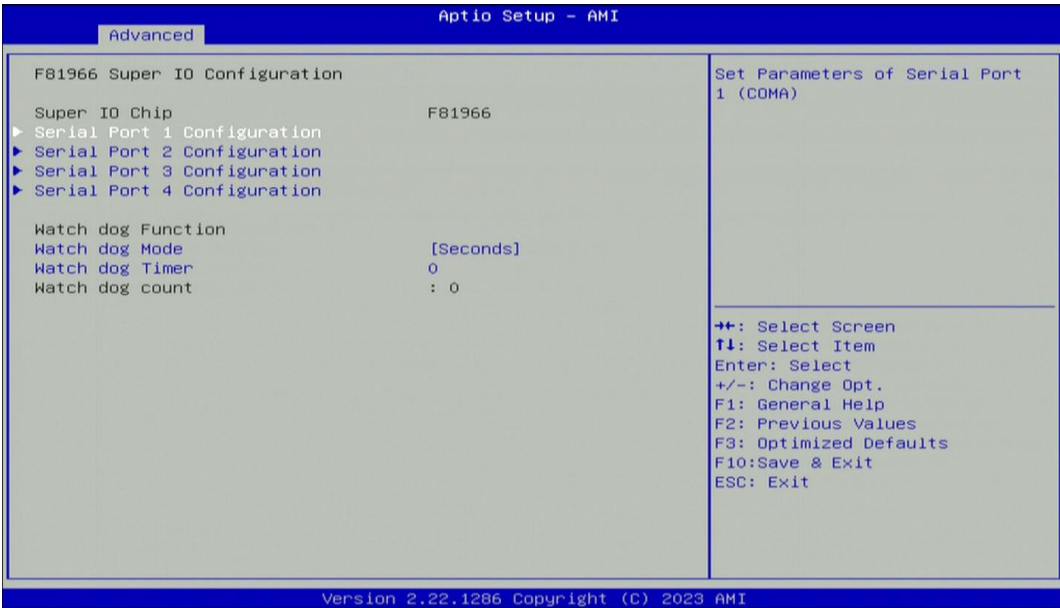 Aptio Setup – AMI
Advanced
F81966 Super IO Configuration
Super IO Chip F81966
▶ Serial Port 1 Configuration
▶ Serial Port 2 Configuration
▶ Serial Port 3 Configuration
▶ Serial Port 4 Configuration
Watch dog Function
Watch dog Mode [Seconds]
Watch dog Timer 0
Watch dog count : 0
Set Parameters of Serial Port
1 (COMA)
→←: Select Screen
↑↓: Select Item
Enter: Select
+/-: Change Opt.
F1: General Help
F2: Previous Values
F3: Optimized Defaults
F10:Save & Exit
ESC: Exit
Version 2.22.1286 Copyright (C) 2023 AMI